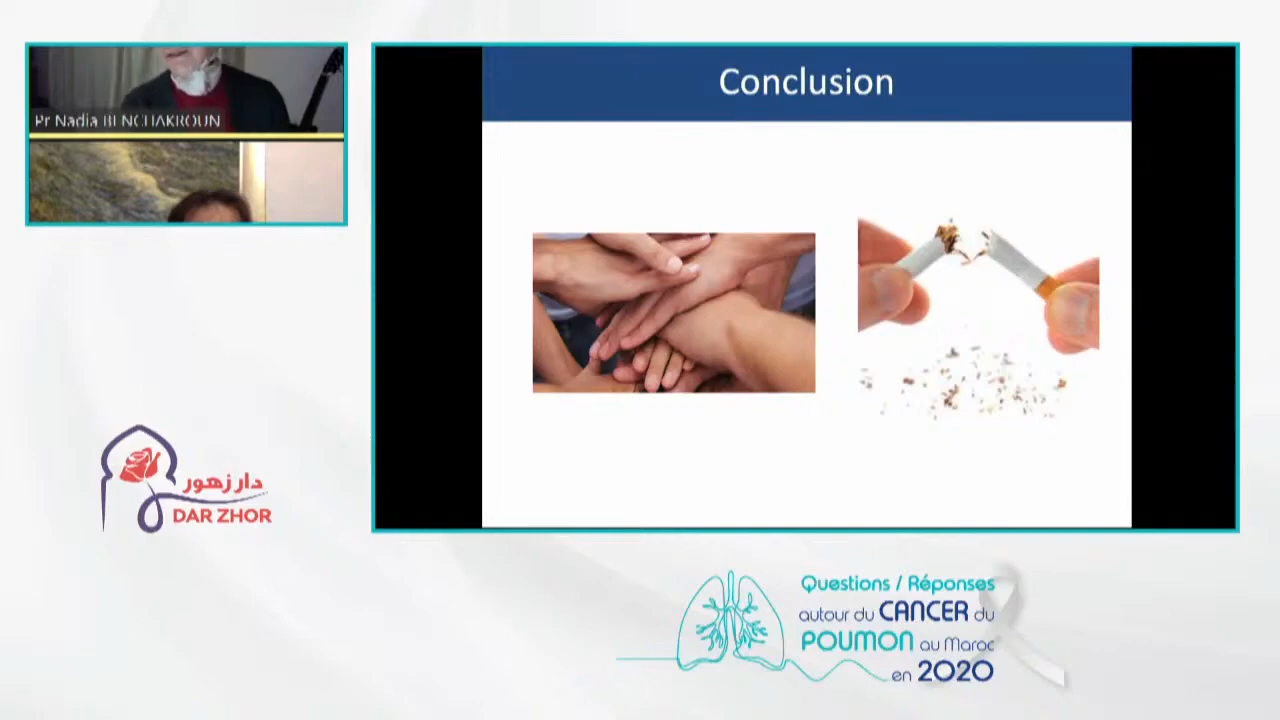 Conclusion
Pr Nadia BENCHAKROUN
دار زهور
DAR ZHOR
Questions / Réponses
autour du CANCER du
POUMON au Maroc
en 2020